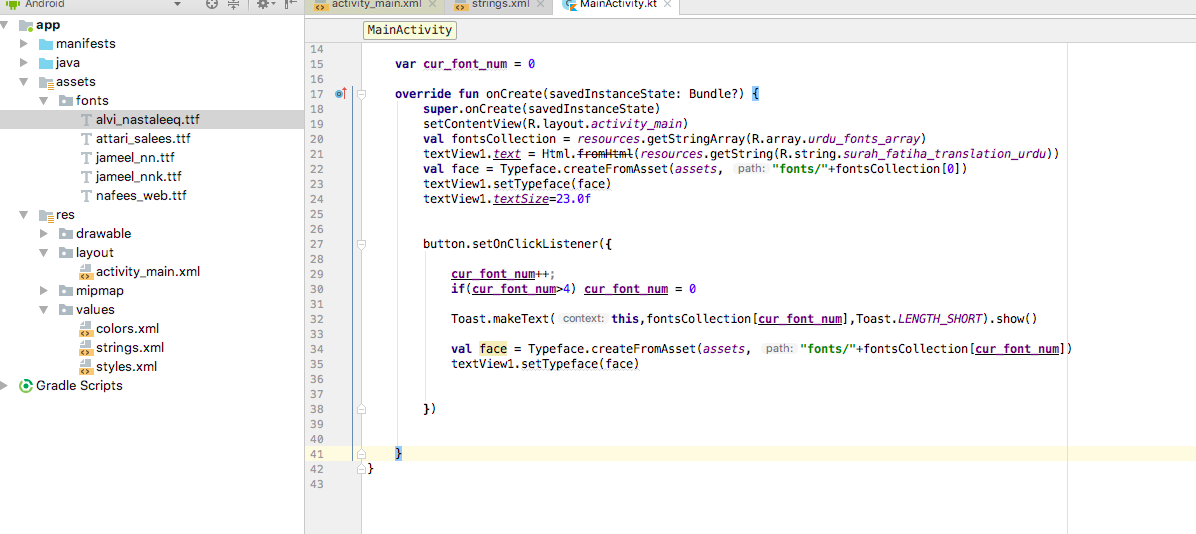 Android
app
manifests
java
assets
fonts
alvi_nastaleeq.ttf
attari_salees.ttf
jameel_nn.ttf
jameel_nnk.ttf
nafees_web.ttf
res
drawable
layout
activity_main.xml
mipmap
values
colors.xml
strings.xml
styles.xml
Gradle Scripts
activity_main.xml × strings.xml × MainActivity.kt ×
MainActivity
14
15 var cur_font_num = 0
16
17 override fun onCreate(savedInstanceState: Bundle?) {
18 super.onCreate(savedInstanceState)
19 setContentView(R.layout.activity_main)
20 val fontsCollection = resources.getStringArray(R.array.urdu_fonts_array)
21 textView1.text = Html.fromHtml(resources.getString(R.string.surah_fatiha_translation_urdu))
22 val face = Typeface.createFromAsset(assets, path: "fonts/"+fontsCollection[0])
23 textView1.setTypeface(face)
24 textView1.textSize=23.0f
25
26
27 button.setOnClickListener({
28
29 cur_font_num++;
30 if(cur_font_num>4) cur_font_num = 0
31
32 Toast.makeText( context: this,fontsCollection[cur_font_num],Toast.LENGTH_SHORT).show()
33
34 val face = Typeface.createFromAsset(assets, path: "fonts/"+fontsCollection[cur_font_num])
35 textView1.setTypeface(face)
36
37
38 })
39
40
41 }
42 }
43